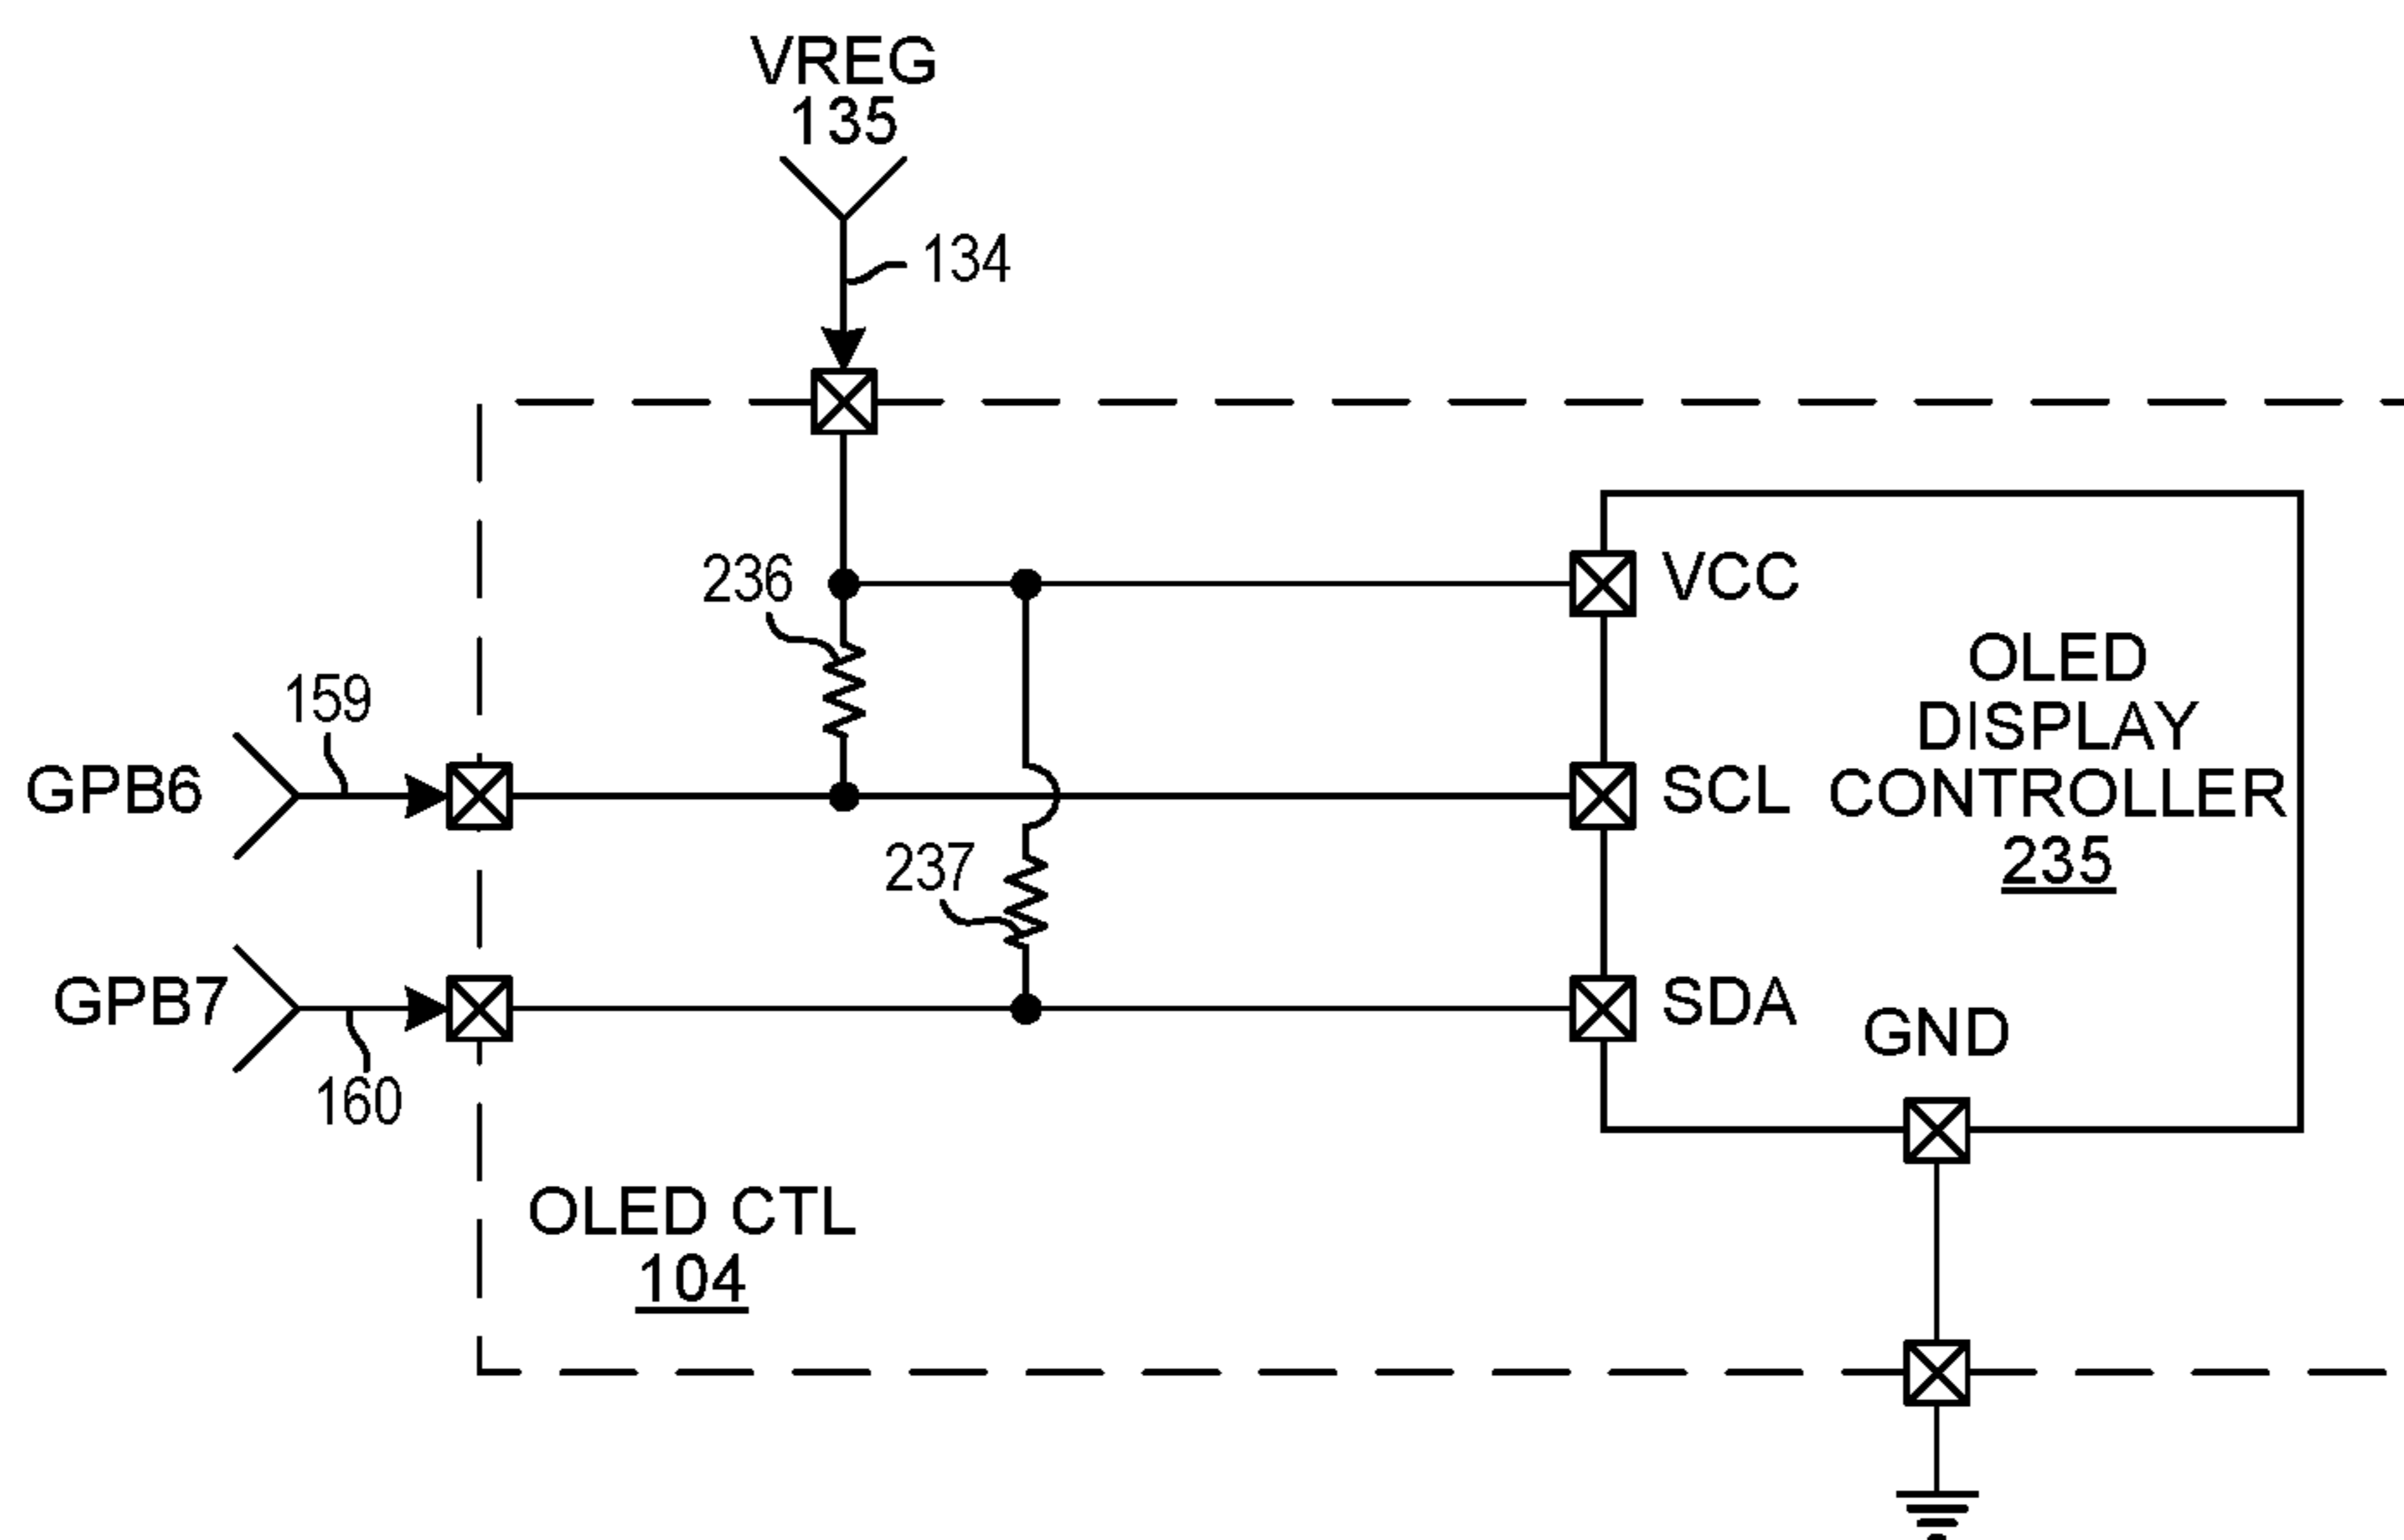 VREG
135
134
236
VCC
OLED
DISPLAY
CONTROLLER
235
159
GPB6
SCL
237
GPB7
SDA
GND
160
OLED CTL
104